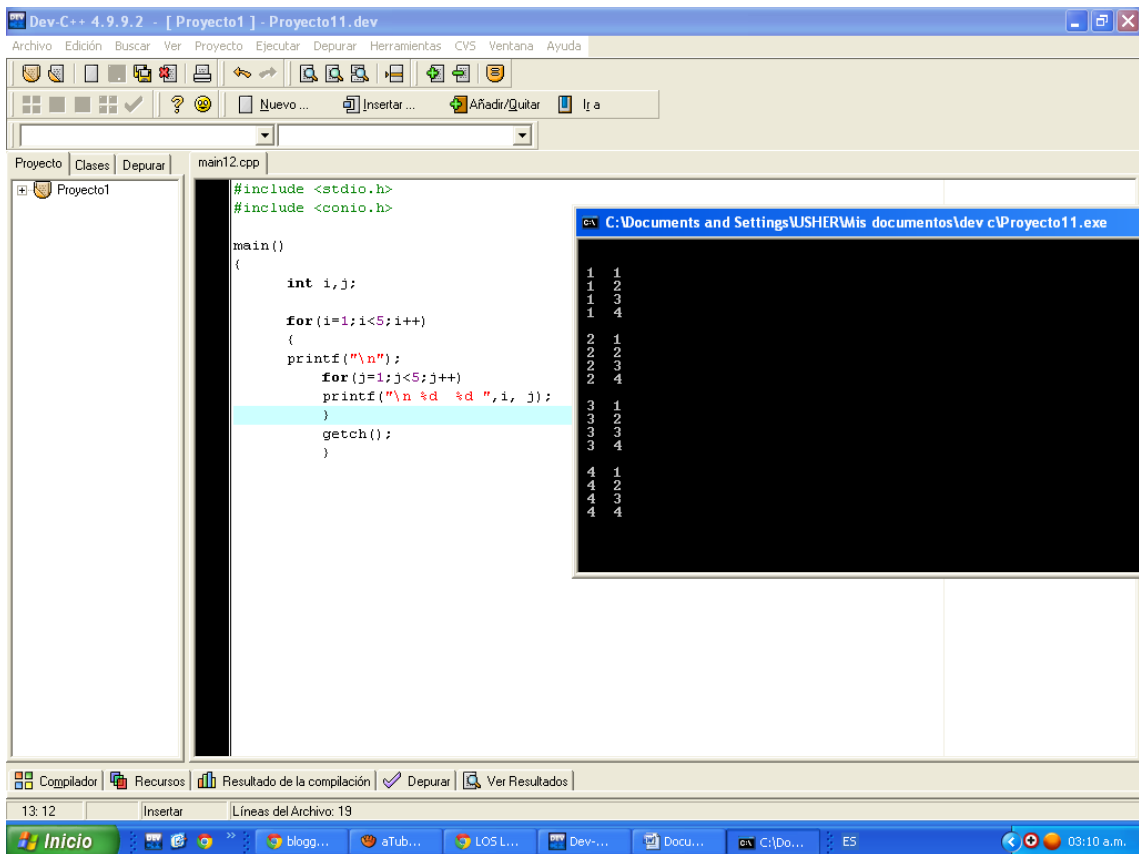 Dev-C++ 4.9.9.2 - [ Proyecto1 ] - Proyecto11.dev
Archivo Edición Buscar Ver Proyecto Ejecutar Depurar Herramientas CVS Ventana Ayuda
Nuevo ... Insertar ... Añadir/Quitar Ir a
Proyecto Clases Depurar main12.cpp
Proyecto1
#include <stdio.h>
#include <conio.h>
main()
{
int i,j;
for(i=1;i<5;i++)
{
printf("\n");
for(j=1;j<5;j++)
printf("\n %d  %d ",i, j);
}
getch();
}
C:\Documents and Settings\USHER\Mis documentos\dev c\Proyecto11.exe
1 1
1 2
1 3
1 4
2 1
2 2
2 3
2 4
3 1
3 2
3 3
3 4
4 1
4 2
4 3
4 4
Compilador Recursos Resultado de la compilación Depurar Ver Resultados
13: 12 Insertar Líneas del Archivo: 19
Inicio » blogg... aTub... LOS L... Dev-... Docu... C:\Do... ES 03:10 a.m.